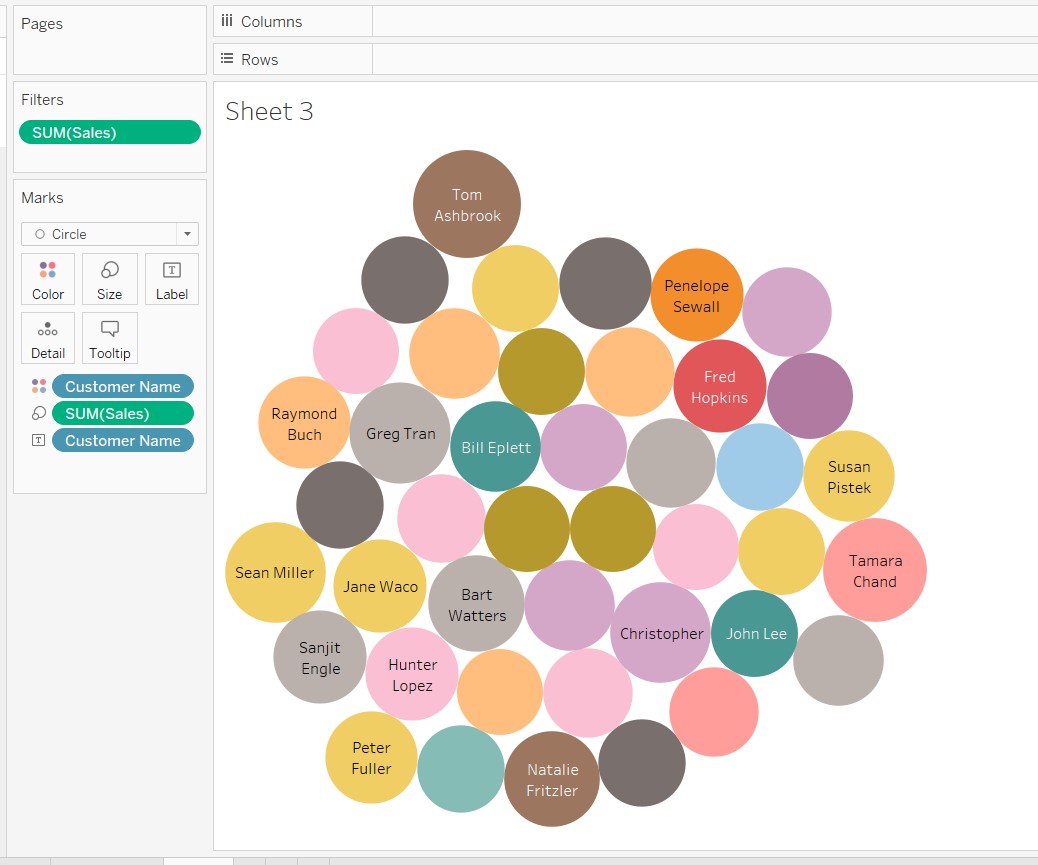 Pages
Columns
Rows
Filters
SUM(Sales)
Sheet 3
Marks
Circle
Color
Size
Label
Detail
Tooltip
Customer Name
SUM(Sales)
Customer Name
Tom
Ashbrook
Penelope
Sewall
Fred
Hopkins
Raymond
Buch
Greg Tran
Bill Eplett
Susan
Pistek
Sean Miller
Jane Waco
Bart
Watters
Tamara
Chand
Christopher
John Lee
Sanjit
Engle
Hunter
Lopez
Peter
Fuller
Natalie
Fritzler